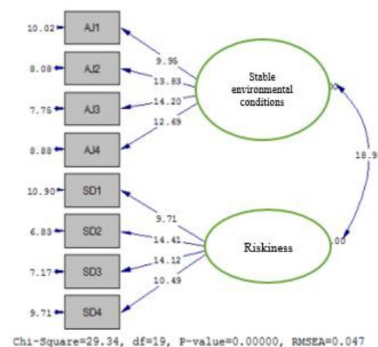 10.02
AJ1
9.95
8.08
AJ2
13.83
7.75
AJ3
14.20
8.88
AJ4
12.69
Stable
environmental
conditions
18.9
10.90
SD1
9.71
6.83
SD2
14.41
7.17
SD3
14.12
9.71
SD4
10.49
Riskiness
.00
Chi-Square=29.34, df=19, P-value=0.00000, RMSEA=0.047